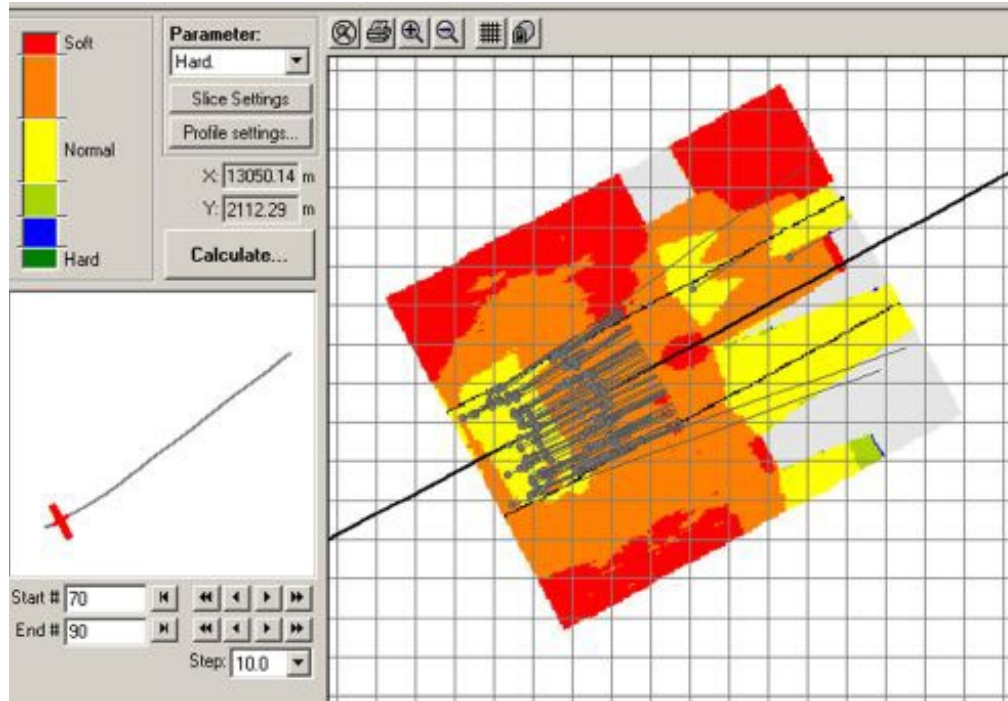 Soft
Normal
Hard
Parameter:
Hard.
Slice Settings
Profile settings...
X: 13050.14 m
Y: 2112.29 m
Calculate...
Start # 70
End # 90
Step: 10.0